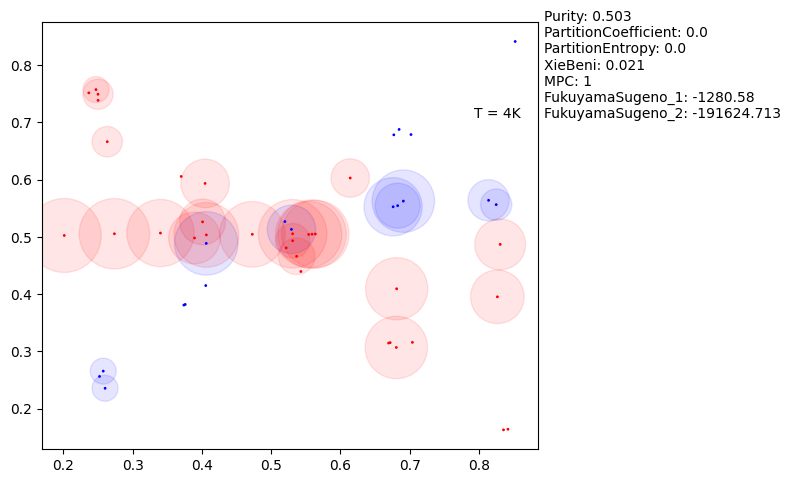 Purity: 0.503
PartitionCoefficient: 0.0
PartitionEntropy: 0.0
XieBeni: 0.021
MPC: 1
FukuyamaSugeno_1: -1280.58
FukuyamaSugeno_2: -191624.713
T = 4K
0.8
0.7
0.6
0.5
0.4
0.3
0.2
0.2 0.3 0.4 0.5 0.6 0.7 0.8